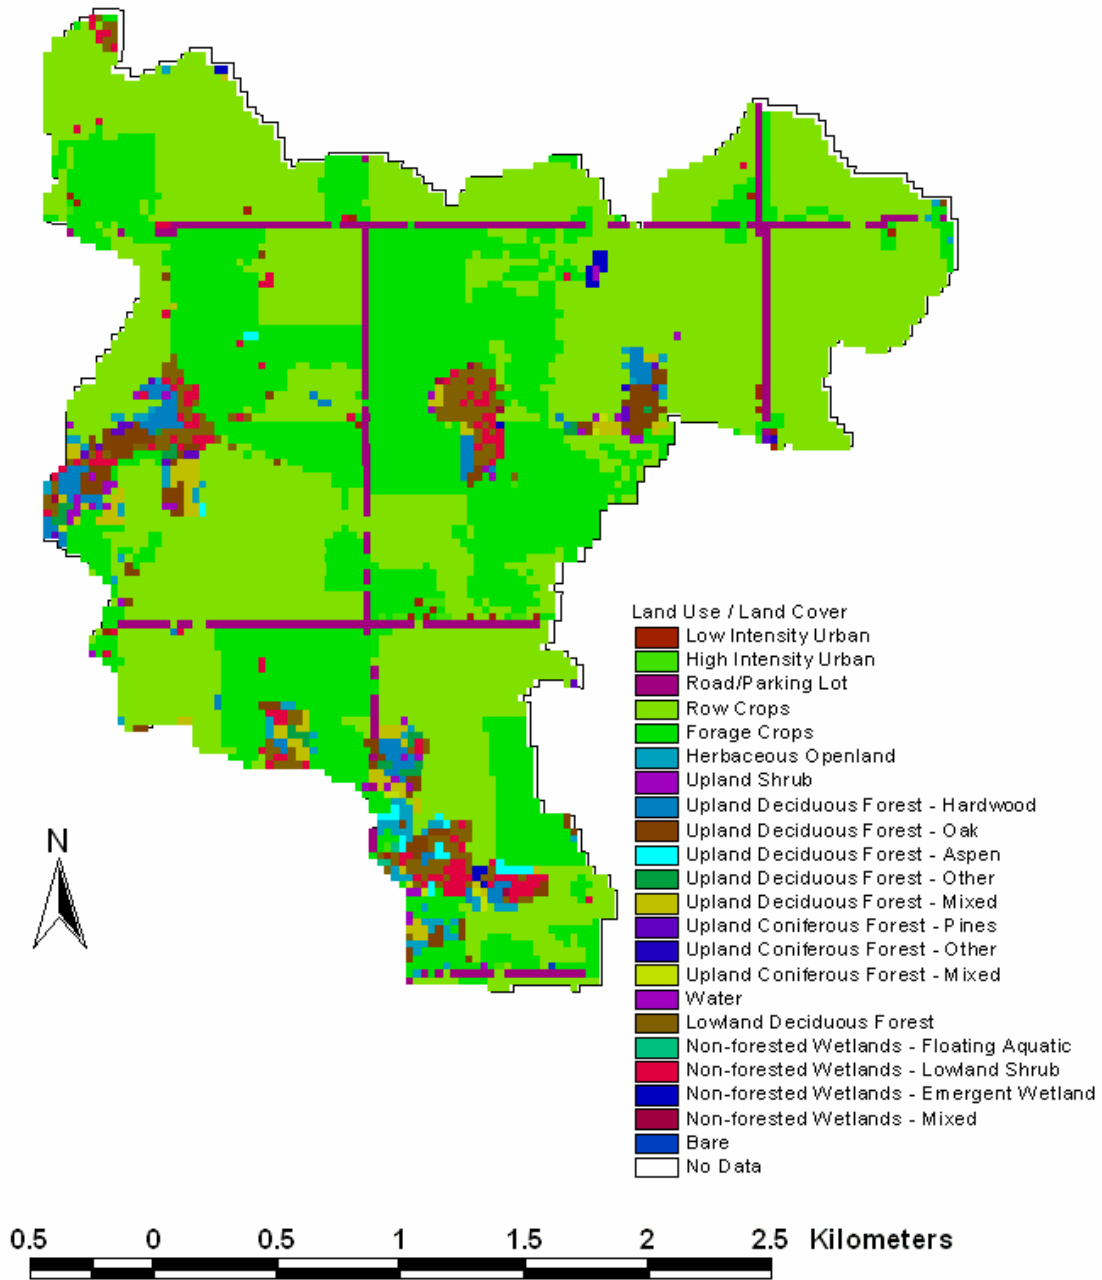 Land Use / Land Cover
Low Intensity Urban
High Intensity Urban
Road/Parking Lot
Row Crops
Forage Crops
Herbaceous Openland
Upland Shrub
Upland Deciduous Forest - Hardwood
Upland Deciduous Forest - Oak
Upland Deciduous Forest - Aspen
Upland Deciduous Forest - Other
Upland Deciduous Forest - Mixed
Upland Coniferous Forest - Pines
Upland Coniferous Forest - Other
Upland Coniferous Forest - Mixed
Water
Lowland Deciduous Forest
Non-forested Wetlands - Floating Aquatic
Non-forested Wetlands - Lowland Shrub
Non-forested Wetlands - Emergent Wetland
Non-forested Wetlands - Mixed
Bare
No Data
N
0.5 0 0.5 1 1.5 2 2.5 Kilometers